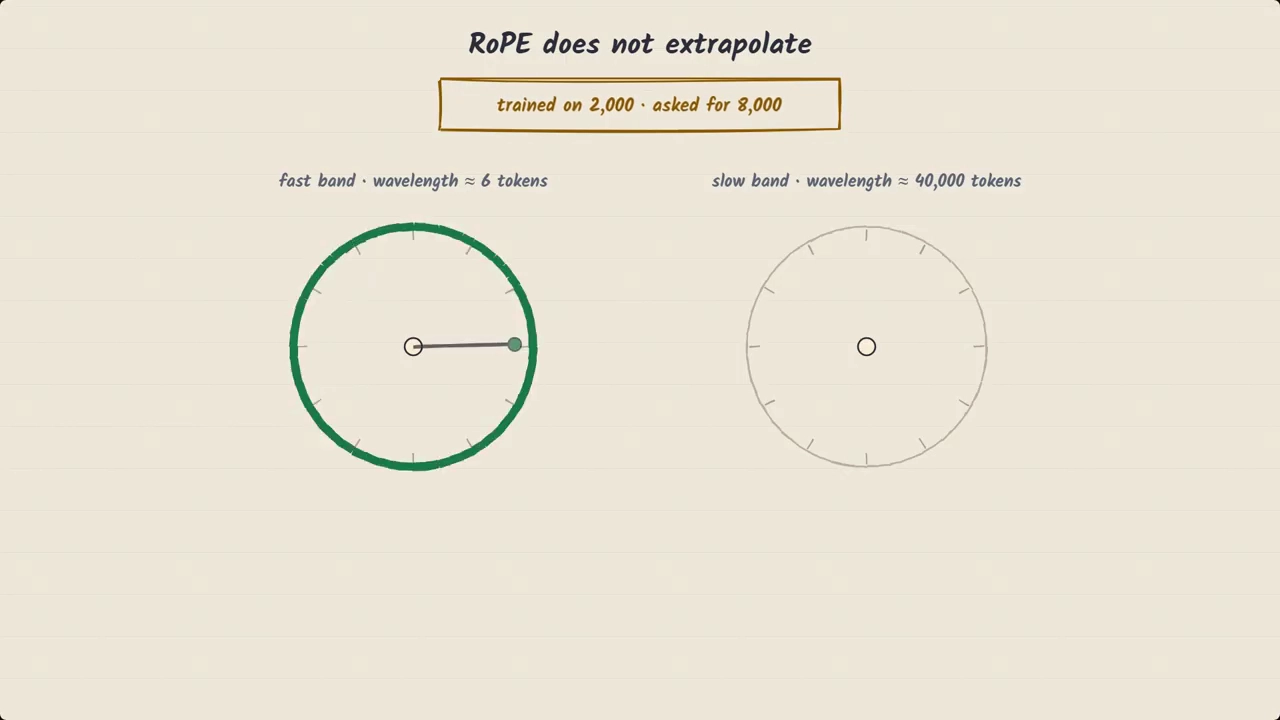 RoPE does not extrapolate
trained on 2,000 · asked for 8,000
fast band · wavelength ≈ 6 tokens
slow band · wavelength ≈ 40,000 tokens